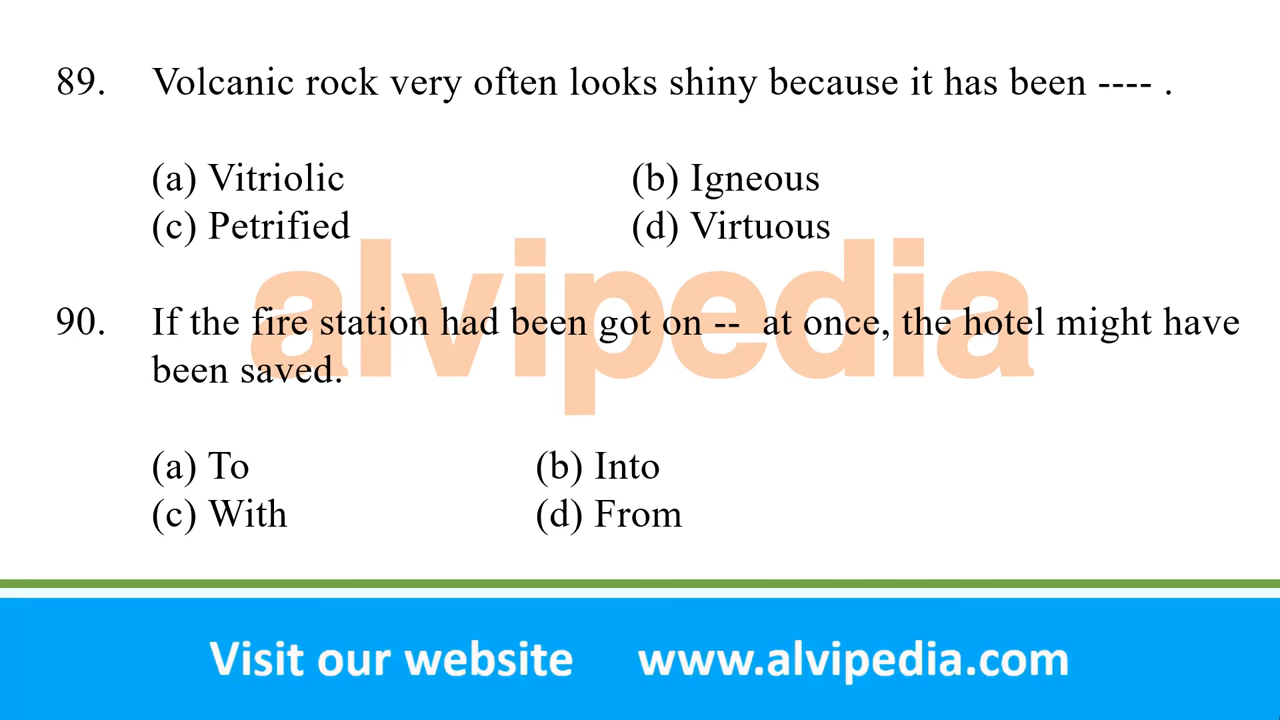 89. Volcanic rock very often looks shiny because it has been ---- .
(a) Vitriolic (b) Igneous
(c) Petrified (d) Virtuous
alvipedia
90. If the fire station had been got on -- at once, the hotel might have
been saved.
(a) To (b) Into
(c) With (d) From
Visit our website www.alvipedia.com